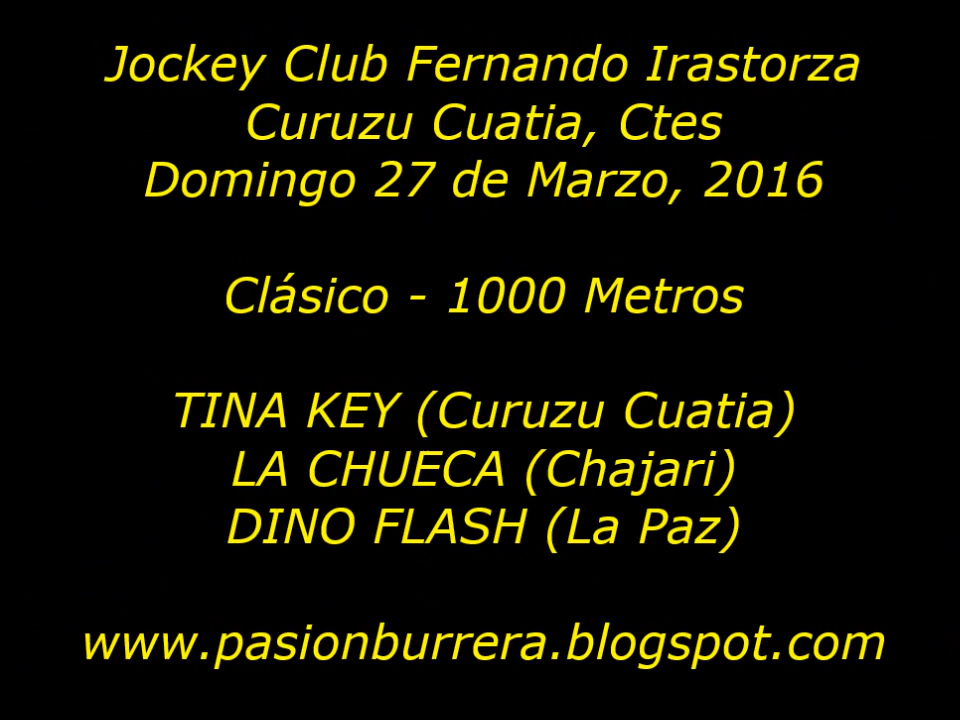 Jockey Club Fernando Irastorza
Curuzu Cuatia, Ctes
Domingo 27 de Marzo, 2016
Clásico - 1000 Metros
TINA KEY (Curuzu Cuatia)
LA CHUECA (Chajari)
DINO FLASH (La Paz)
www.pasionburrera.blogspot.com